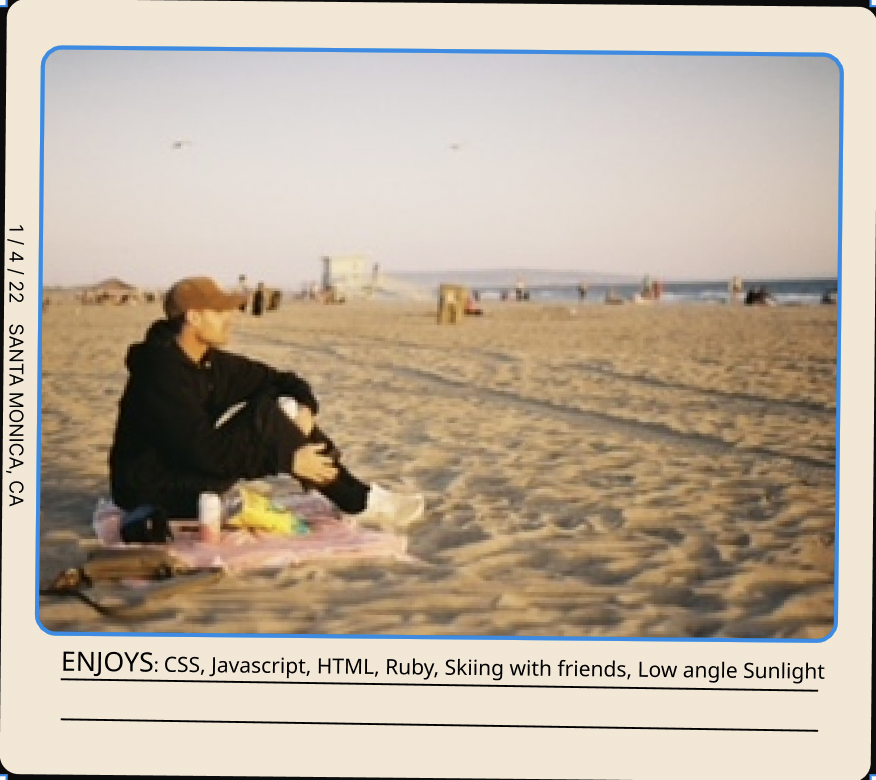 1 / 4 / 22 SANTA MONICA, CA
ENJOYS: CSS, Javascript, HTML, Ruby, Skiing with friends, Low angle Sunlight